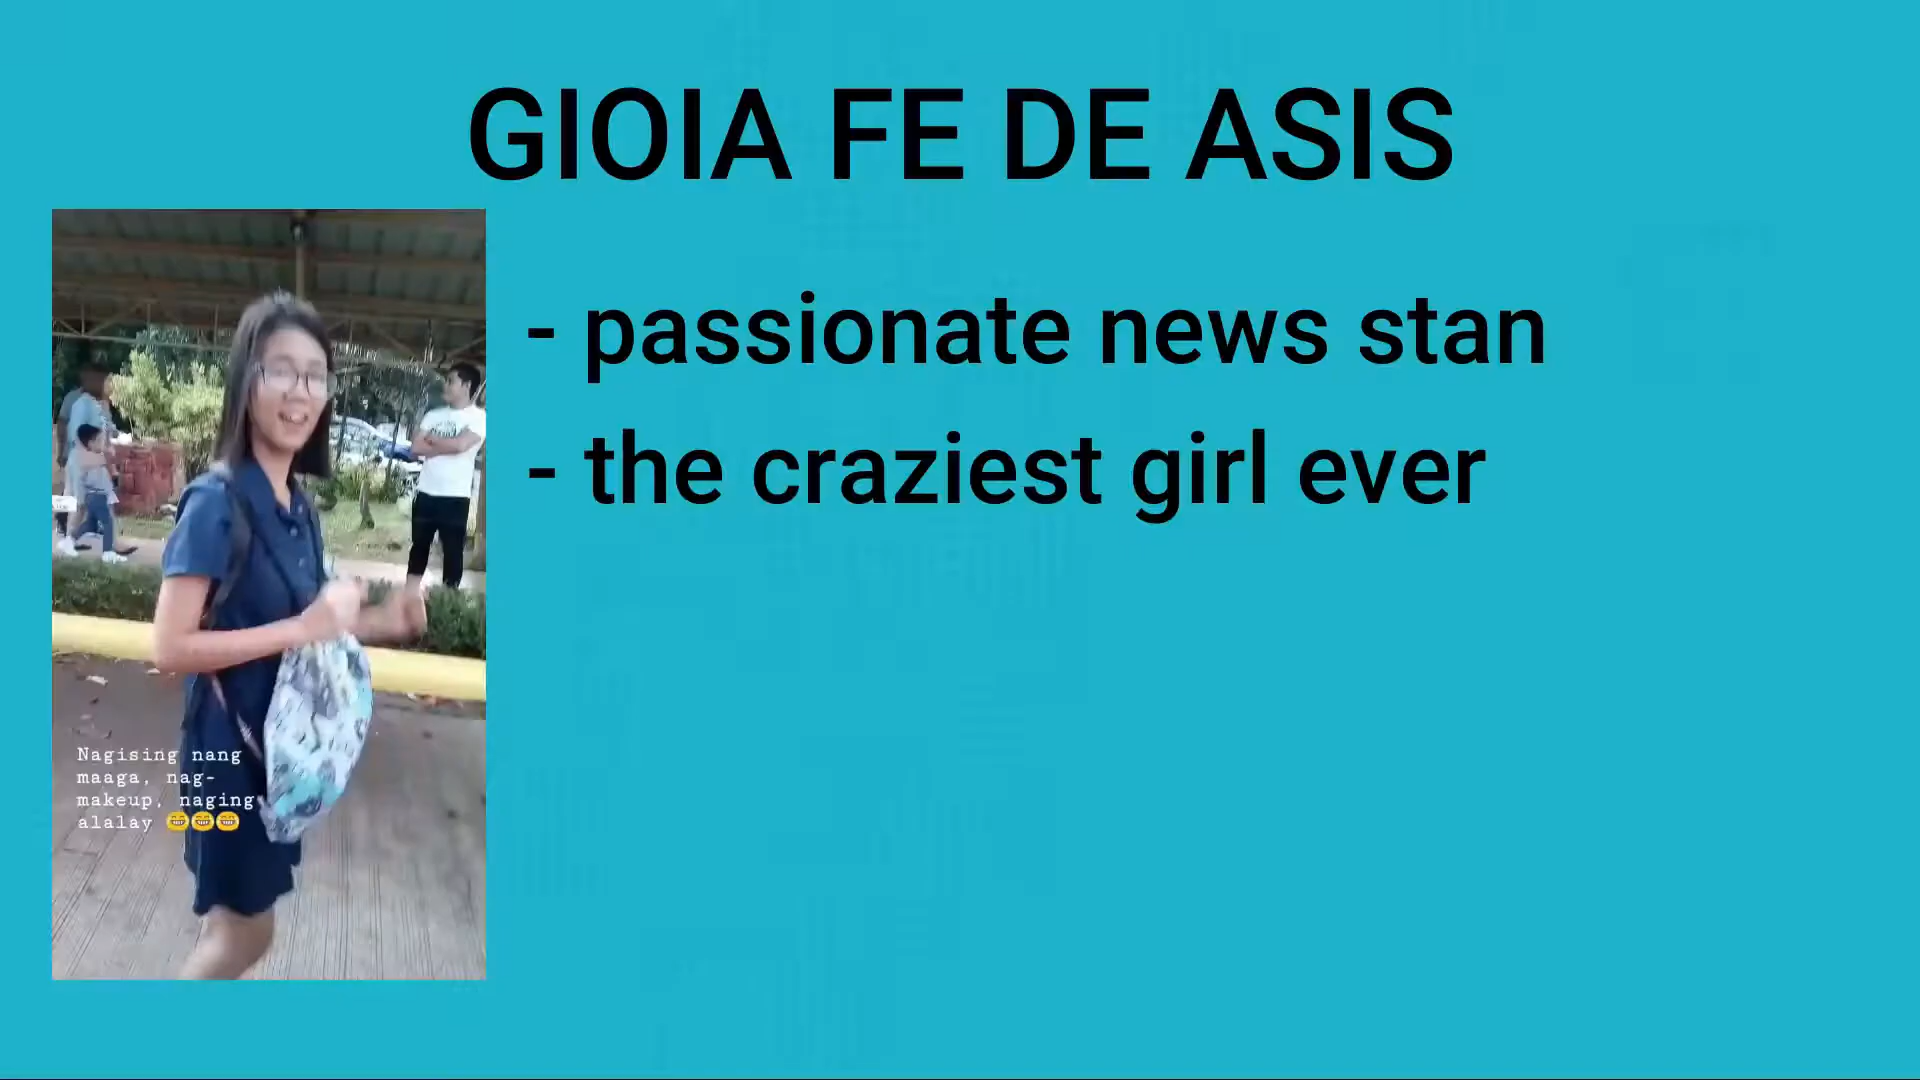 GIOIA FE DE ASIS
- passionate news stan
- the craziest girl ever
Nagising nang
maaga, nag-
makeup, naging
alalay 😂😂😂